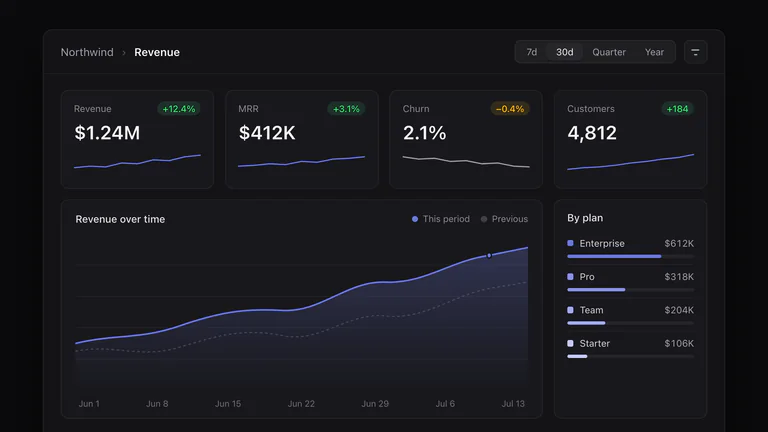 Northwind › Revenue
7d 30d Quarter Year
Revenue +12.4%
$1.24M
MRR +3.1%
$412K
Churn −0.4%
2.1%
Customers +184
4,812
Revenue over time
This period Previous
Jun 1 Jun 8 Jun 15 Jun 22 Jun 29 Jul 6 Jul 13
By plan
Enterprise $612K
Pro $318K
Team $204K
Starter $106K